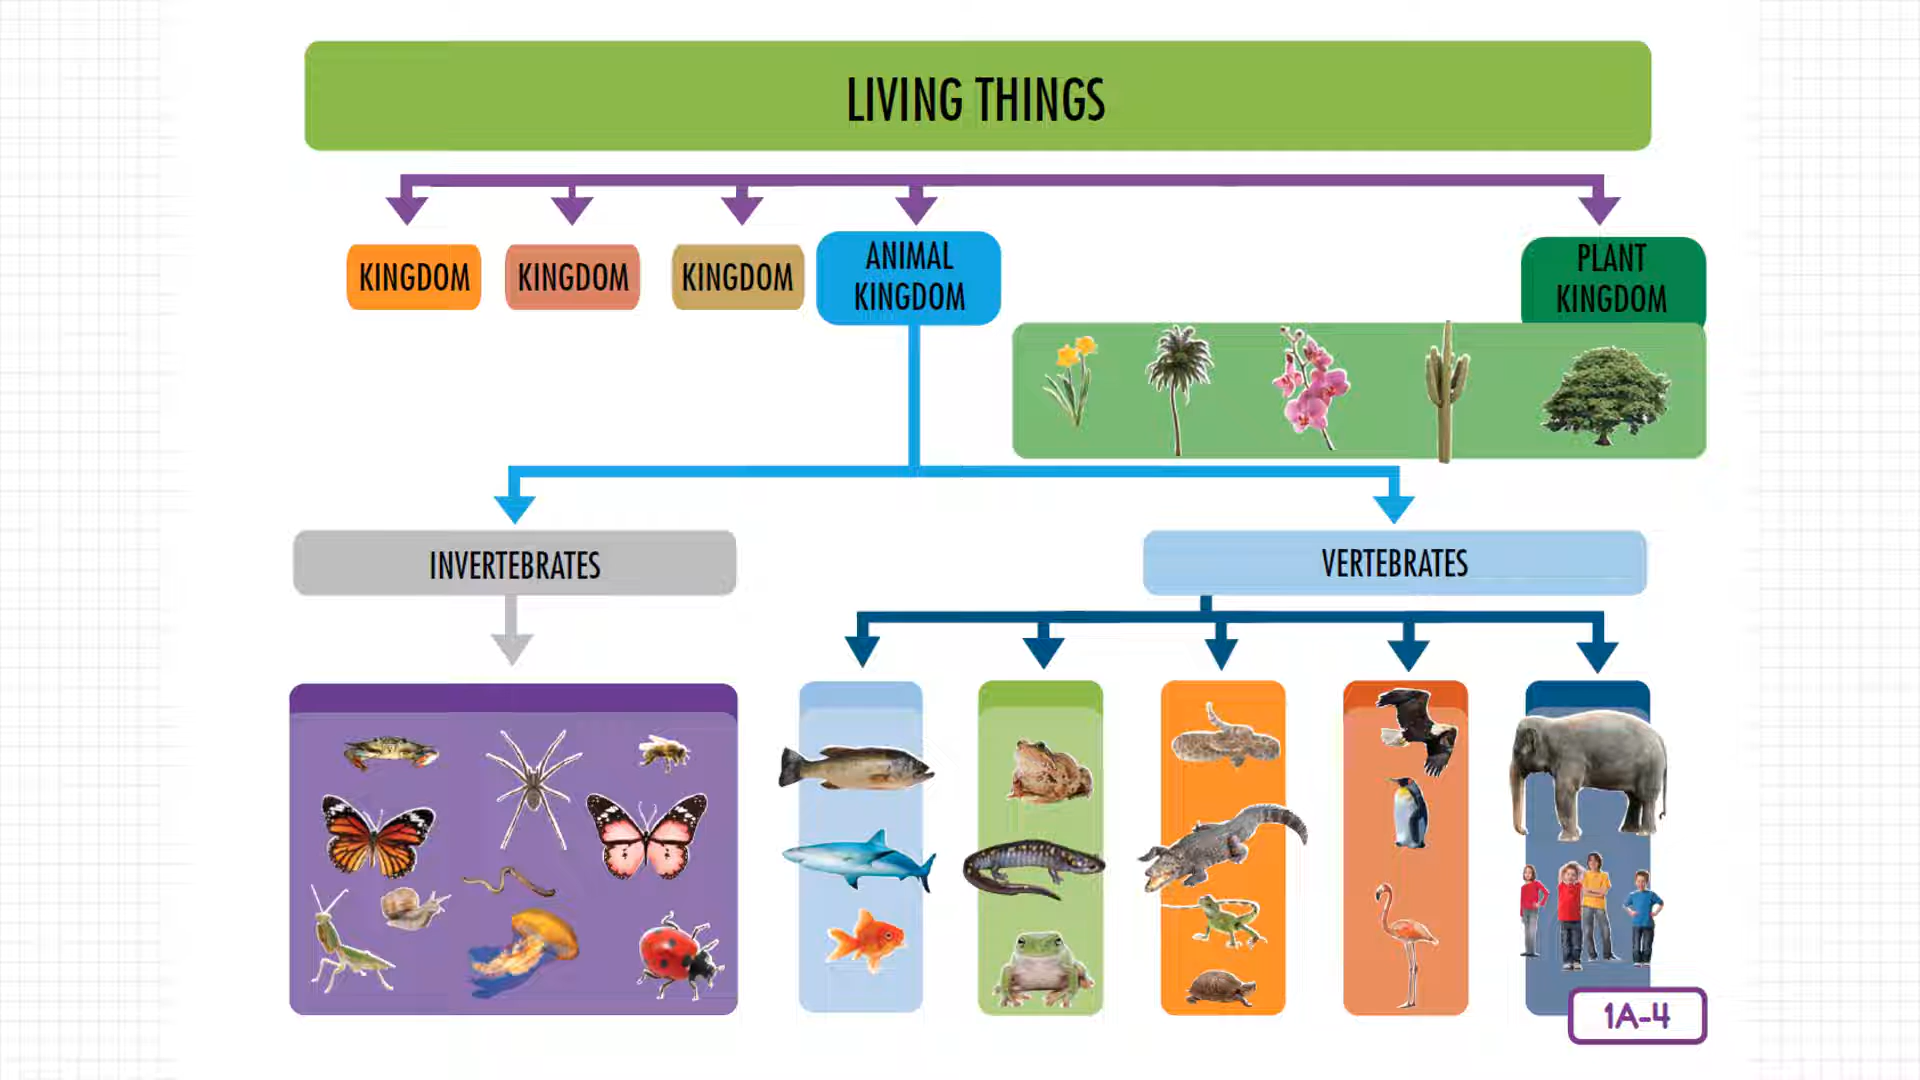 LIVING THINGS
KINGDOM
KINGDOM
KINGDOM
ANIMAL
KINGDOM
PLANT
KINGDOM
INVERTEBRATES
VERTEBRATES
1A-4